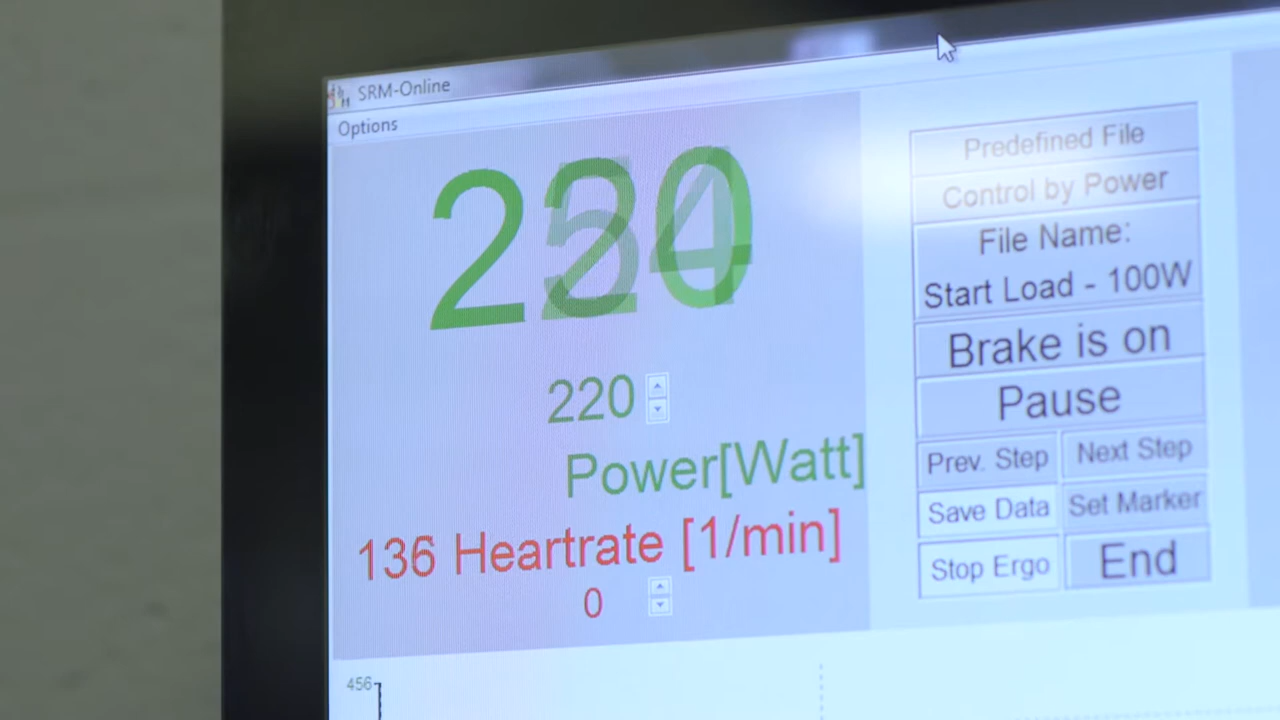 SRM-Online
Options
220
220
Power[Watt]
136 Heartrate [1/min]
0
456
Predefined File
Control by Power
File Name:
Start Load - 100W
Brake is on
Pause
Prev. Step Next Step
Save Data Set Marker
Stop Ergo End